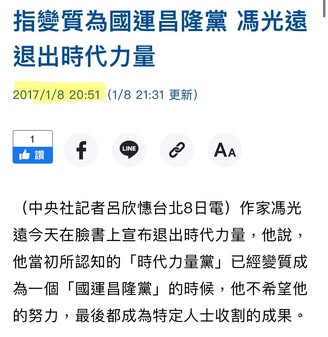 指變質為國運昌隆黨 馮光遠
退出時代力量
2017/1/8 20:51 (1/8 21:31 更新)
1
讚
LINE
AA
(中央社記者呂欣憓台北8日電)作家馮光
遠今天在臉書上宣布退出時代力量,他說,
他當初所認知的「時代力量黨」已經變質成
為一個「國運昌隆黨」的時候,他不希望他
的努力,最後都成為特定人士收割的成果。